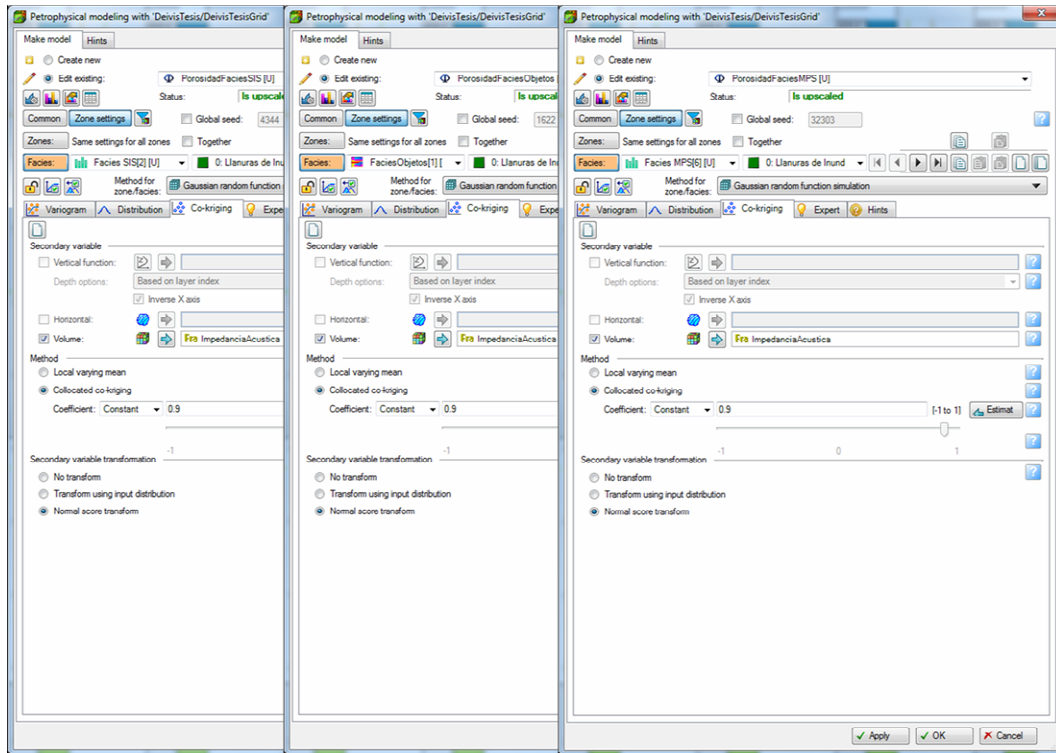 Petrophysical modeling with 'DeivisTesis/DeivisTesisGrid'
Make model Hints
Create new
Edit existing: PorosidadFaciesSIS [U]
Status: Is upscaled
Common Zone settings Global seed: 4344
Zones: Same settings for all zones Together
Facies: Facies SIS[2] [U] 0: Llanuras de Inu
Method for zone/facies: Gaussian random function
Variogram Distribution Co-kriging Expe
Secondary variable
Vertical function:
Depth options: Based on layer index
Inverse X axis
Horizontal:
Volume: Fra ImpedanciaAcustica
Method
Local varying mean
Collocated co-kriging
Coefficient: Constant 0.9
-1
Secondary variable transformation
No transform
Transform using input distribution
Normal score transform
Petrophysical modeling with 'DeivisTesis/DeivisTesisGrid'
Make model Hints
Create new
Edit existing: PorosidadFaciesObjetos [
Status: Is upscaled
Common Zone settings Global seed: 1622
Zones: Same settings for all zones Together
Facies: FaciesObjetos[1] [ 0: Llanuras de Inu
Method for zone/facies: Gaussian random function
Variogram Distribution Co-kriging Expe
Secondary variable
Vertical function:
Depth options: Based on layer index
Inverse X axis
Horizontal:
Volume: Fra ImpedanciaAcustica
Method
Local varying mean
Collocated co-kriging
Coefficient: Constant 0.9
-1
Secondary variable transformation
No transform
Transform using input distribution
Normal score transform
Petrophysical modeling with 'DeivisTesis/DeivisTesisGrid'
Make model Hints
Create new
Edit existing: PorosidadFaciesMPS [U]
Status: Is upscaled
Common Zone settings Global seed: 32303
Zones: Same settings for all zones Together
Facies: Facies MPS[6] [U] 0: Llanuras de Inund
Method for zone/facies: Gaussian random function simulation
Variogram Distribution Co-kriging Expert Hints
Secondary variable
Vertical function:
Depth options: Based on layer index
Inverse X axis
Horizontal:
Volume: Fra ImpedanciaAcustica
Method
Local varying mean
Collocated co-kriging
Coefficient: Constant 0.9 [-1 to 1] Estimat
-1 0 1
Secondary variable transformation
No transform
Transform using input distribution
Normal score transform
Apply OK Cancel